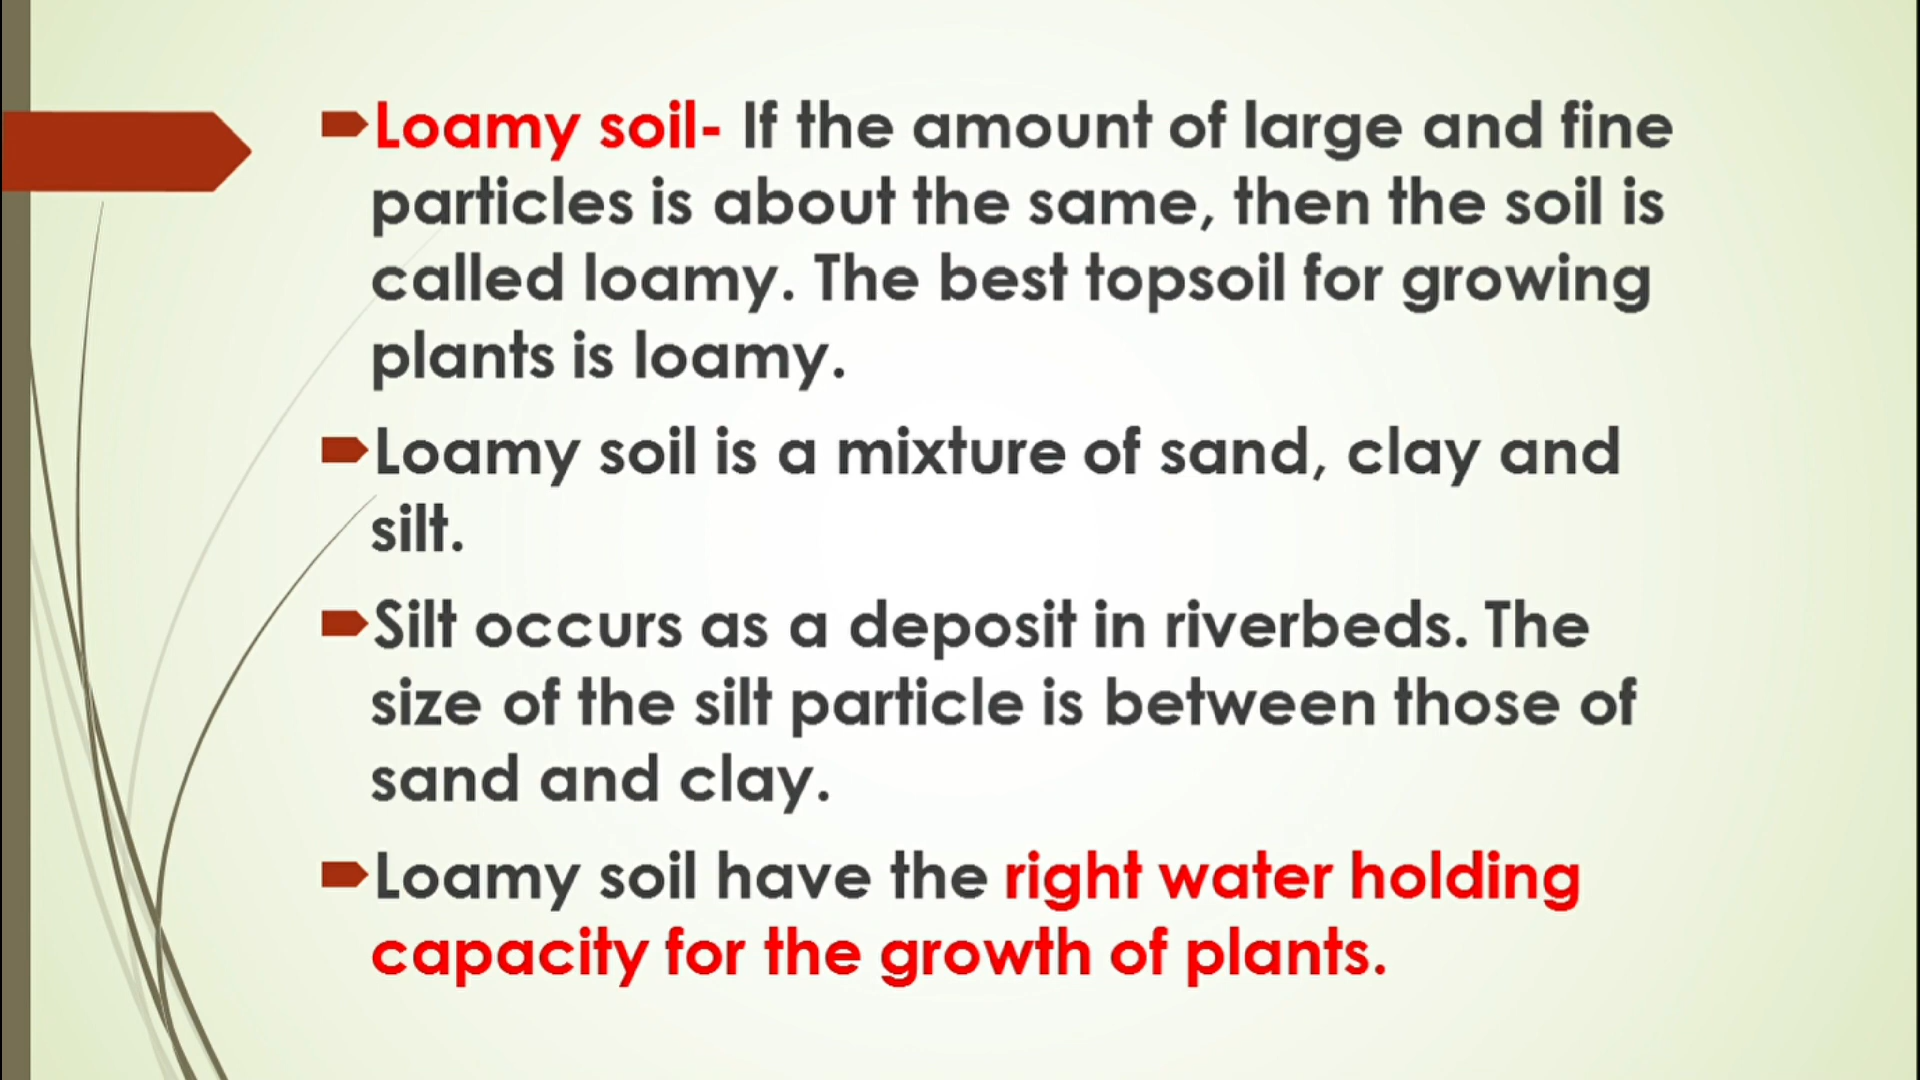 Loamy soil- If the amount of large and fine
particles is about the same, then the soil is
called loamy. The best topsoil for growing
plants is loamy.
Loamy soil is a mixture of sand, clay and
silt.
Silt occurs as a deposit in riverbeds. The
size of the silt particle is between those of
sand and clay.
Loamy soil have the right water holding
capacity for the growth of plants.